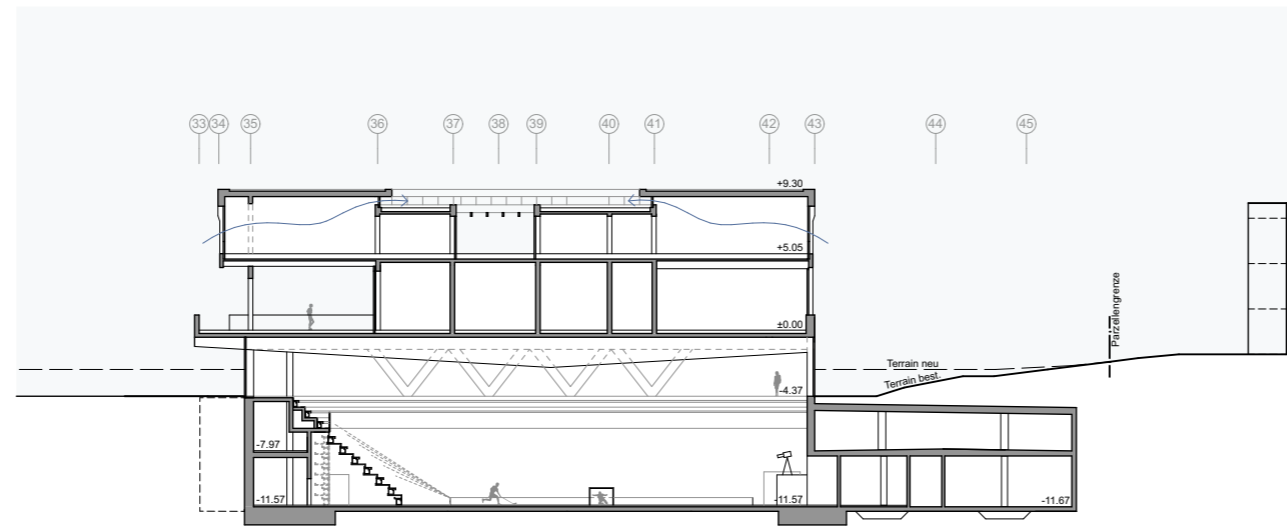 33 34 35 36 37 38 39 40 41 42 43 44 45
+9.30
+5.05
±0.00
Parzellengrenze
Terrain neu
Terrain best.
-4.37
-7.97
-11.57
-11.57
-11.67